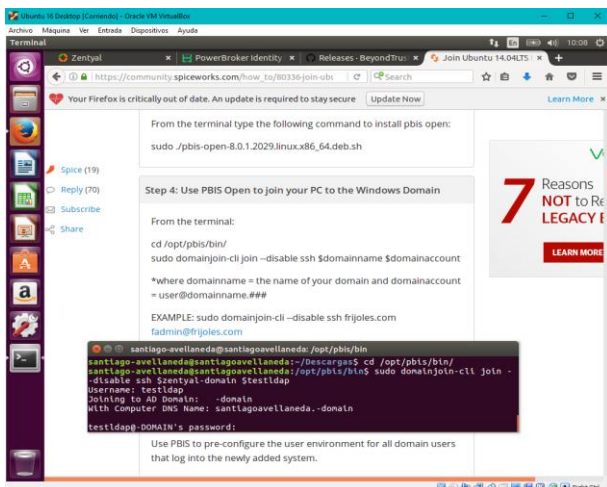 Ubuntu 16 Desktop [Corriendo] - Oracle VM VirtualBox
Archivo Máquina Ver Entrada Dispositivos Ayuda
Terminal
En
10:08
Zentyal
PowerBroker Identity
Releases - BeyondTrus
Join Ubuntu 14.04LTS
https://community.spiceworks.com/how_to/80336-join-ubu
Search
Your Firefox is critically out of date. An update is required to stay secure
Update Now
Learn More
From the terminal type the following command to install pbis open:
sudo ./pbis-open-8.0.1.2029.linux.x86_64.deb.sh
Spice (19)
Reply (70)
Subscribe
Share
Step 4: Use PBIS Open to join your PC to the Windows Domain
From the terminal:
cd /opt/pbis/bin/
sudo domainjoin-cli join --disable ssh $domainname $domainaccount
*where domainname = the name of your domain and domainaccount
= user@domainname.###
EXAMPLE: sudo domainjoin-cli --disable ssh frijoles.com
fadmin@frijoles.com
7 Reasons
NOT to Re
LEGACY
LEARN MORE
santiago-avellaneda@santiagoavellaneda: /opt/pbis/bin
santiago-avellaneda@santiagoavellaneda:~/Descargas$ cd /opt/pbis/bin/
santiago-avellaneda@santiagoavellaneda:/opt/pbis/bin$ sudo domainjoin-cli join -
-disable ssh $zentyal-domain $testldap
Username: testldap
Joining to AD Domain: -domain
With Computer DNS Name: santiagoavellaneda.-domain
testldap@-DOMAIN's password:
Use PBIS to pre-configure the user environment for all domain users
that log into the newly added system.